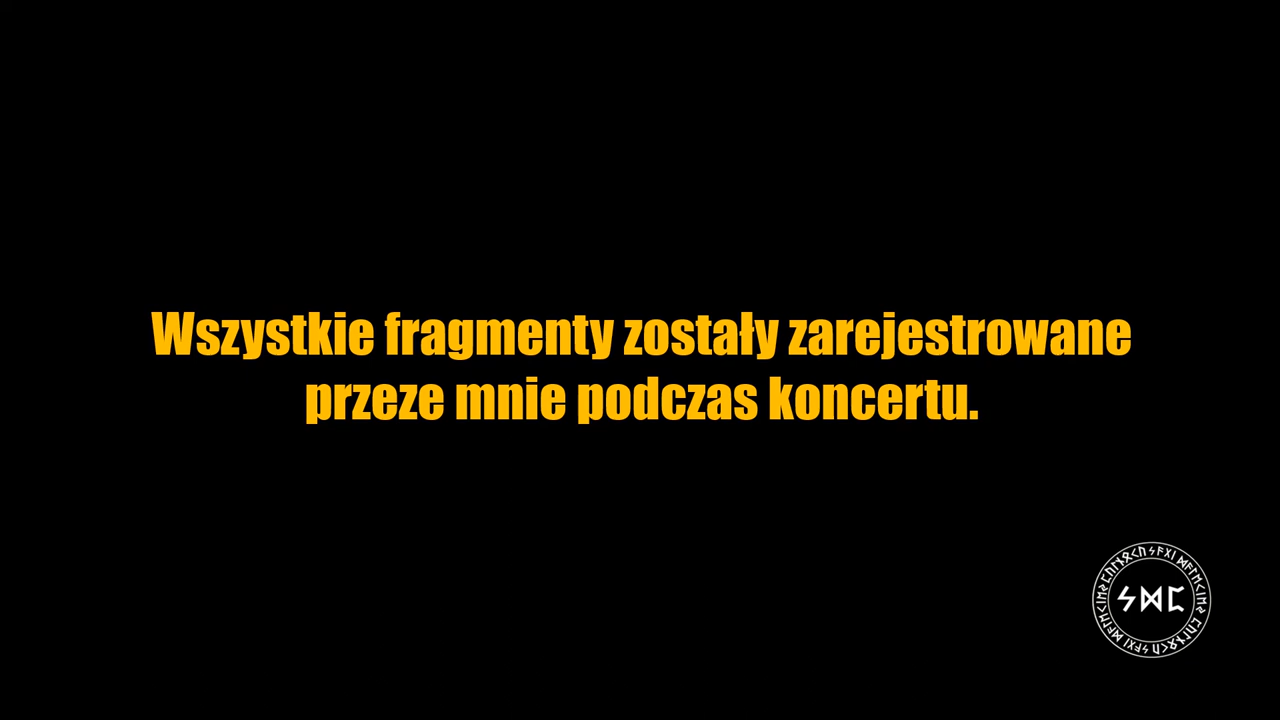 Wszystkie fragmenty zostały zarejestrowane
przeze mnie podczas koncertu.